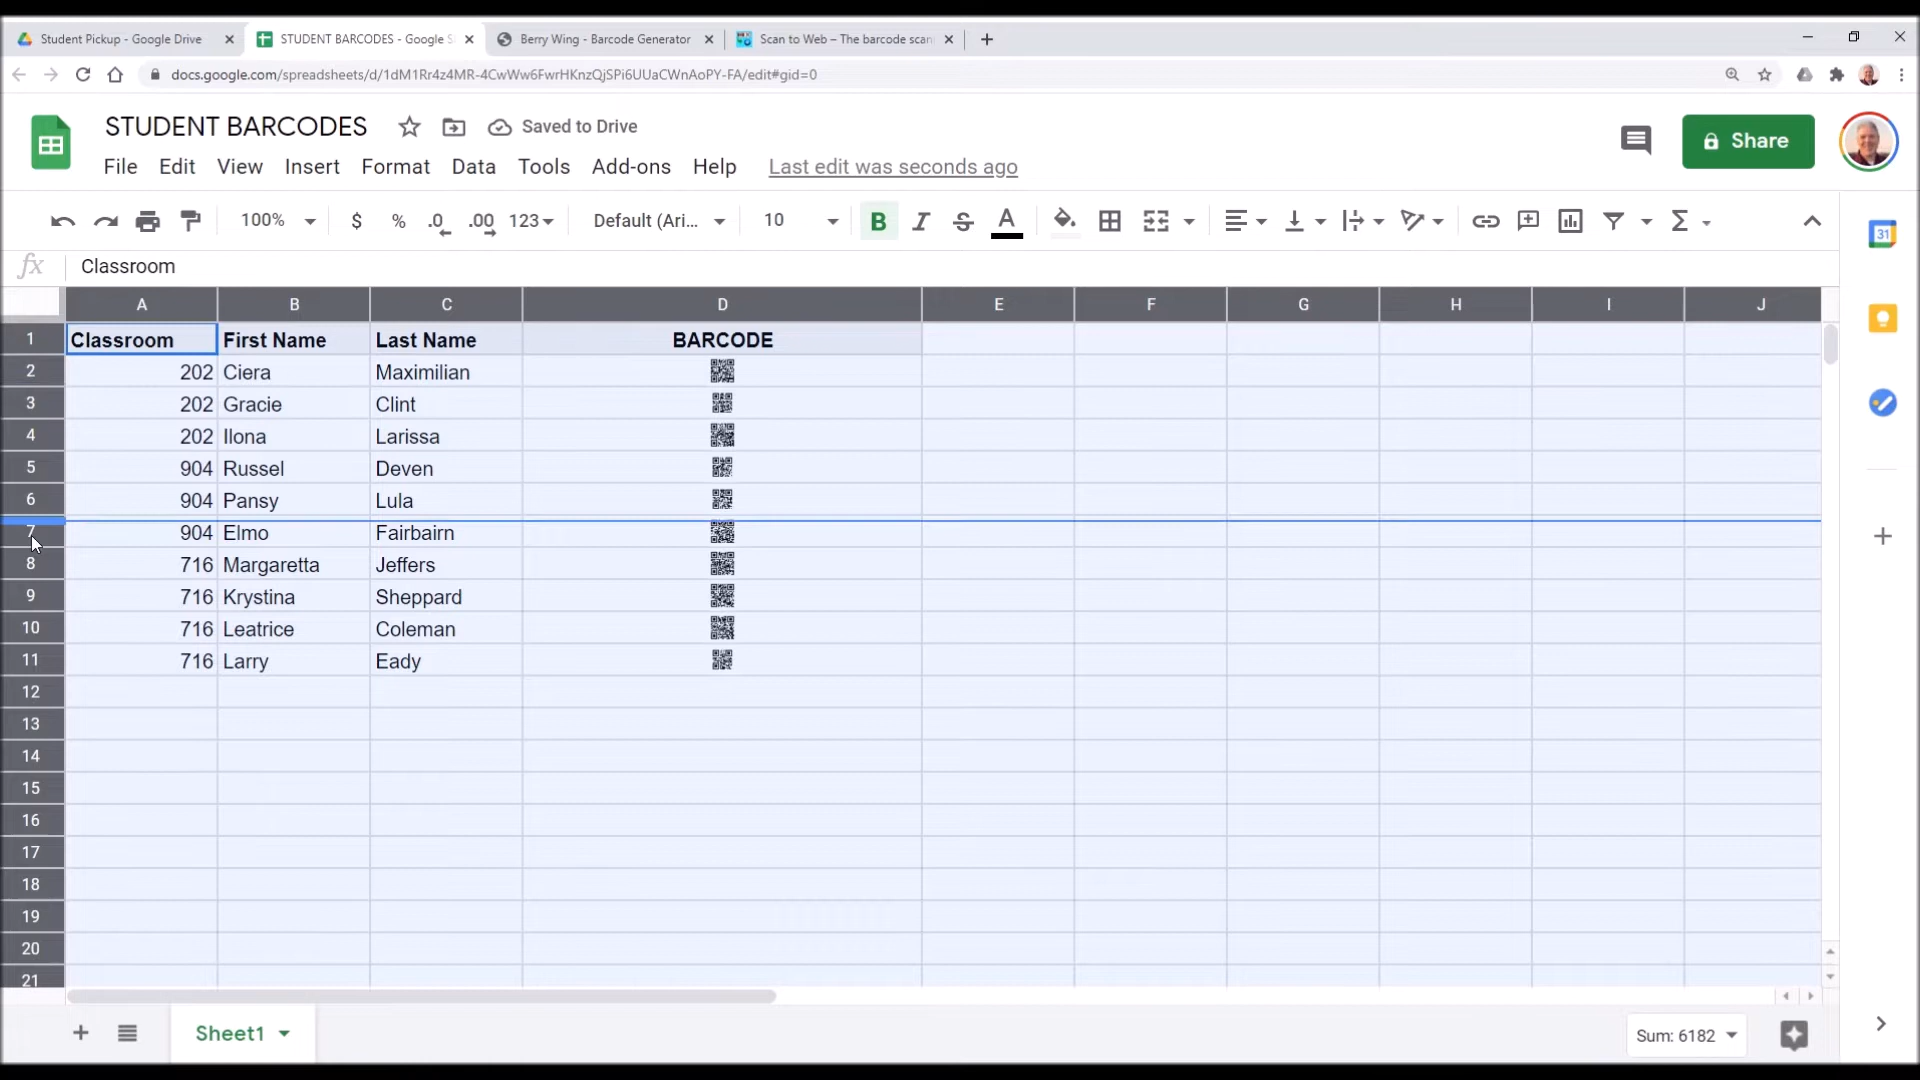 Student Pickup - Google Drive
STUDENT BARCODES - Google S
Berry Wing - Barcode Generator
Scan to Web – The barcode scan
docs.google.com/spreadsheets/d/1dM1Rr4z4MR-4CwWw6FwrHKnzQjSPi6UUaCWnAoPY-FA/edit#gid=0
STUDENT BARCODES
Saved to Drive
Share
File Edit View Insert Format Data Tools Add-ons Help Last edit was seconds ago
100% $ % .0 .00 123 Default (Ari... 10 B I S A Σ
31
fx Classroom
A B C D E F G H I J
1 Classroom First Name Last Name BARCODE
2 202 Ciera Maximilian
3 202 Gracie Clint
4 202 Ilona Larissa
5 904 Russel Deven
6 904 Pansy Lula
7 904 Elmo Fairbairn
8 716 Margaretta Jeffers
9 716 Krystina Sheppard
10 716 Leatrice Coleman
11 716 Larry Eady
12
13
14
15
16
17
18
19
20
21
Sheet1
Sum: 6182